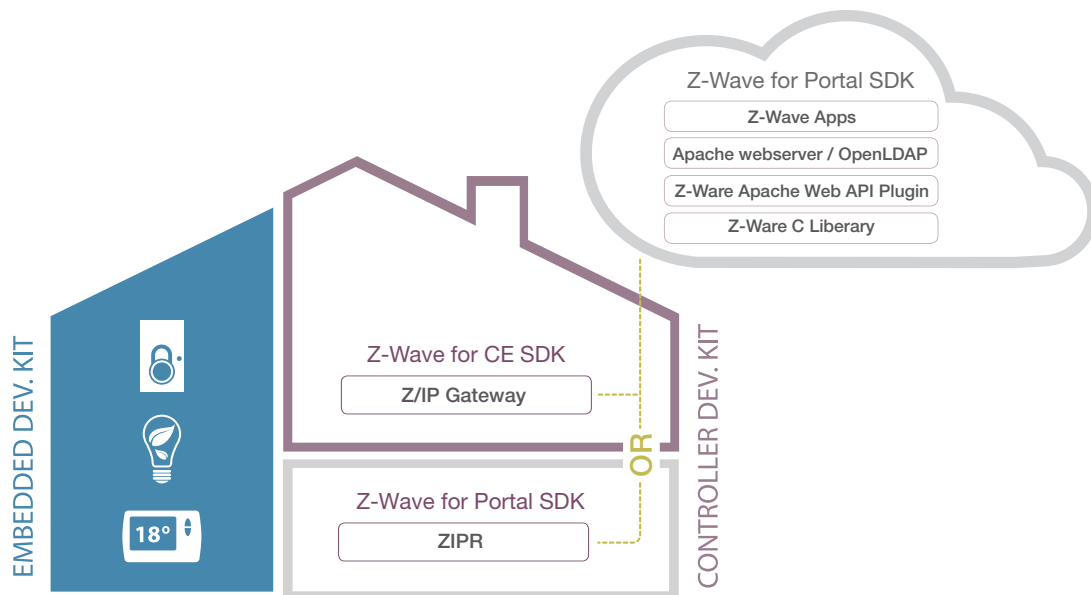 Z-Wave for Portal SDK
Z-Wave Apps
Apache webserver / OpenLDAP
Z-Ware Apache Web API Plugin
Z-Ware C Liberary
EMBEDDED DEV. KIT
18°
Z-Wave for CE SDK
Z/IP Gateway
OR
Z-Wave for Portal SDK
ZIPR
CONTROLLER DEV. KIT